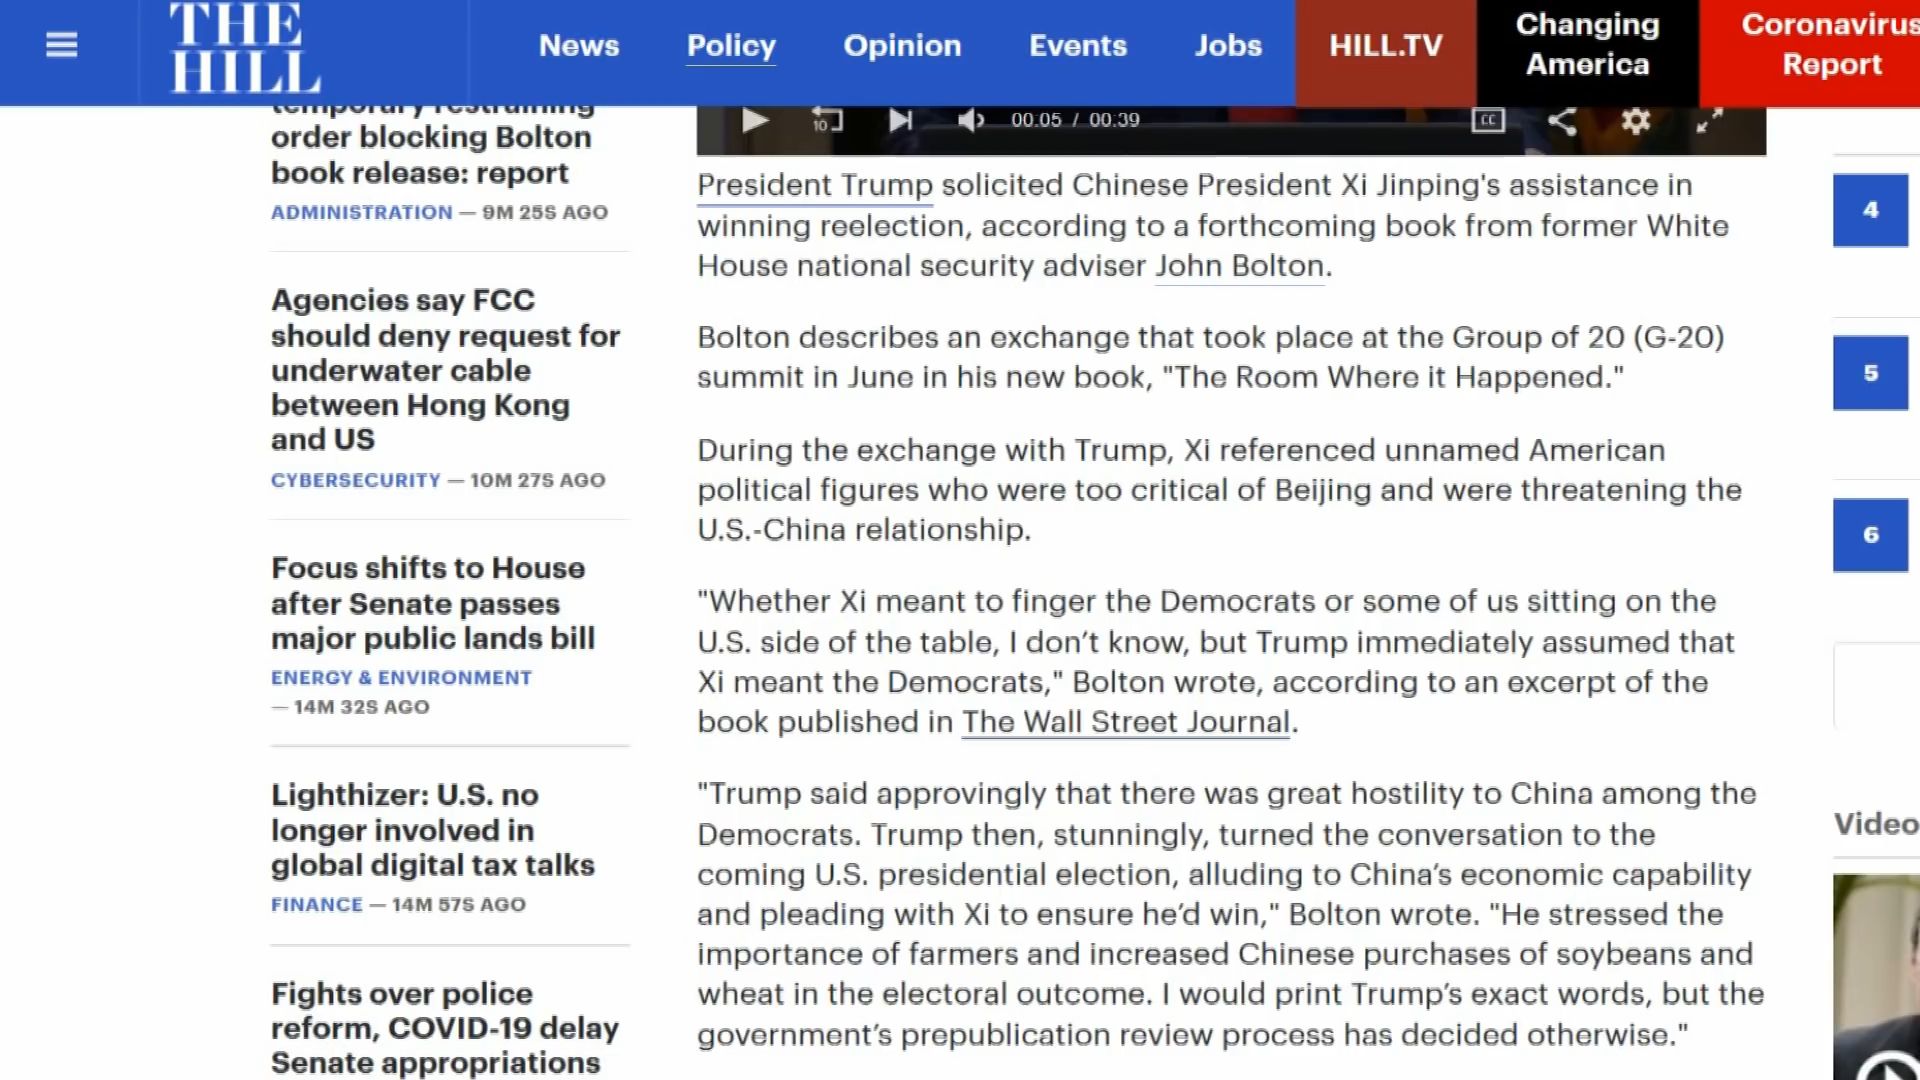 THE
HILL
News
Policy
Opinion
Events
Jobs
HILL.TV
Changing
America
Coronavirus
Report
temporary restraining
order blocking Bolton
book release: report
ADMINISTRATION — 9M 25S AGO
Agencies say FCC
should deny request for
underwater cable
between Hong Kong
and US
CYBERSECURITY — 10M 27S AGO
Focus shifts to House
after Senate passes
major public lands bill
ENERGY & ENVIRONMENT
— 14M 32S AGO
Lighthizer: U.S. no
longer involved in
global digital tax talks
FINANCE — 14M 57S AGO
Fights over police
reform, COVID-19 delay
Senate appropriations
10
00:05 / 00:39
CC
President Trump solicited Chinese President Xi Jinping's assistance in
winning reelection, according to a forthcoming book from former White
House national security adviser John Bolton.
Bolton describes an exchange that took place at the Group of 20 (G-20)
summit in June in his new book, "The Room Where it Happened."
During the exchange with Trump, Xi referenced unnamed American
political figures who were too critical of Beijing and were threatening the
U.S.-China relationship.
"Whether Xi meant to finger the Democrats or some of us sitting on the
U.S. side of the table, I don’t know, but Trump immediately assumed that
Xi meant the Democrats," Bolton wrote, according to an excerpt of the
book published in The Wall Street Journal.
"Trump said approvingly that there was great hostility to China among the
Democrats. Trump then, stunningly, turned the conversation to the
coming U.S. presidential election, alluding to China’s economic capability
and pleading with Xi to ensure he’d win," Bolton wrote. "He stressed the
importance of farmers and increased Chinese purchases of soybeans and
wheat in the electoral outcome. I would print Trump’s exact words, but the
government’s prepublication review process has decided otherwise."
4
5
6
Video